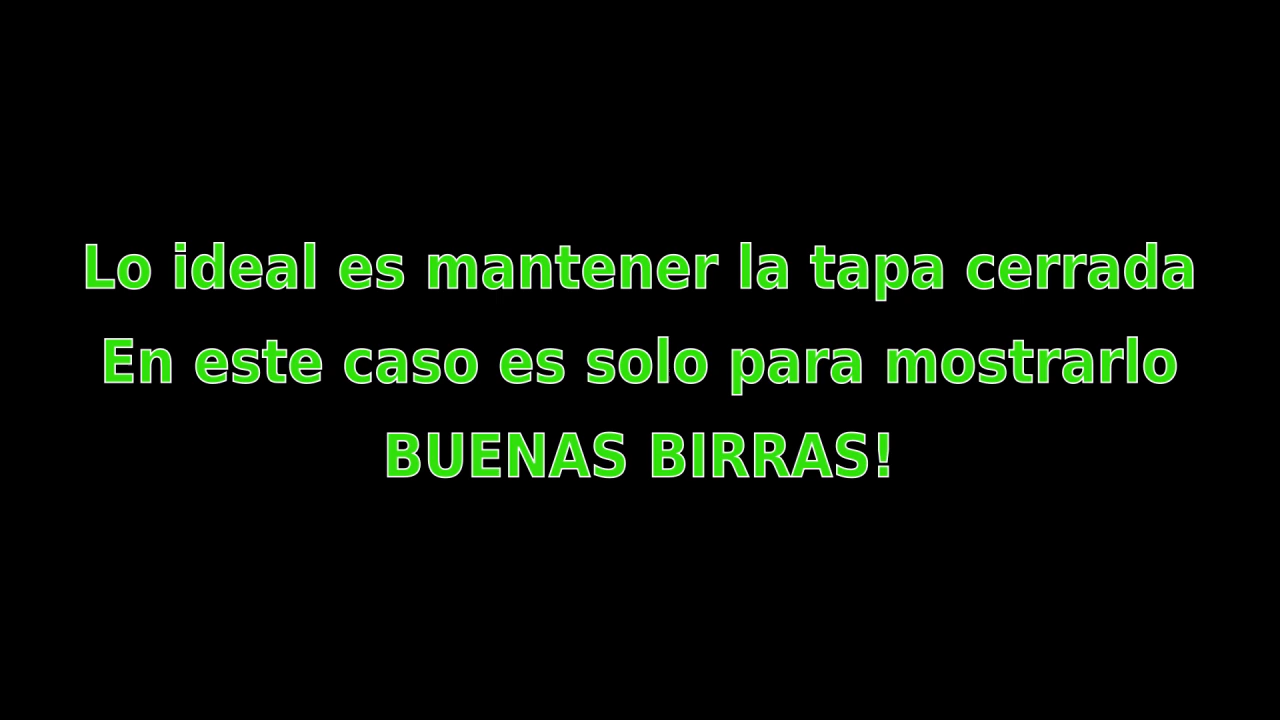 Lo ideal es mantener la tapa cerrada
En este caso es solo para mostrarlo
BUENAS BIRRAS!